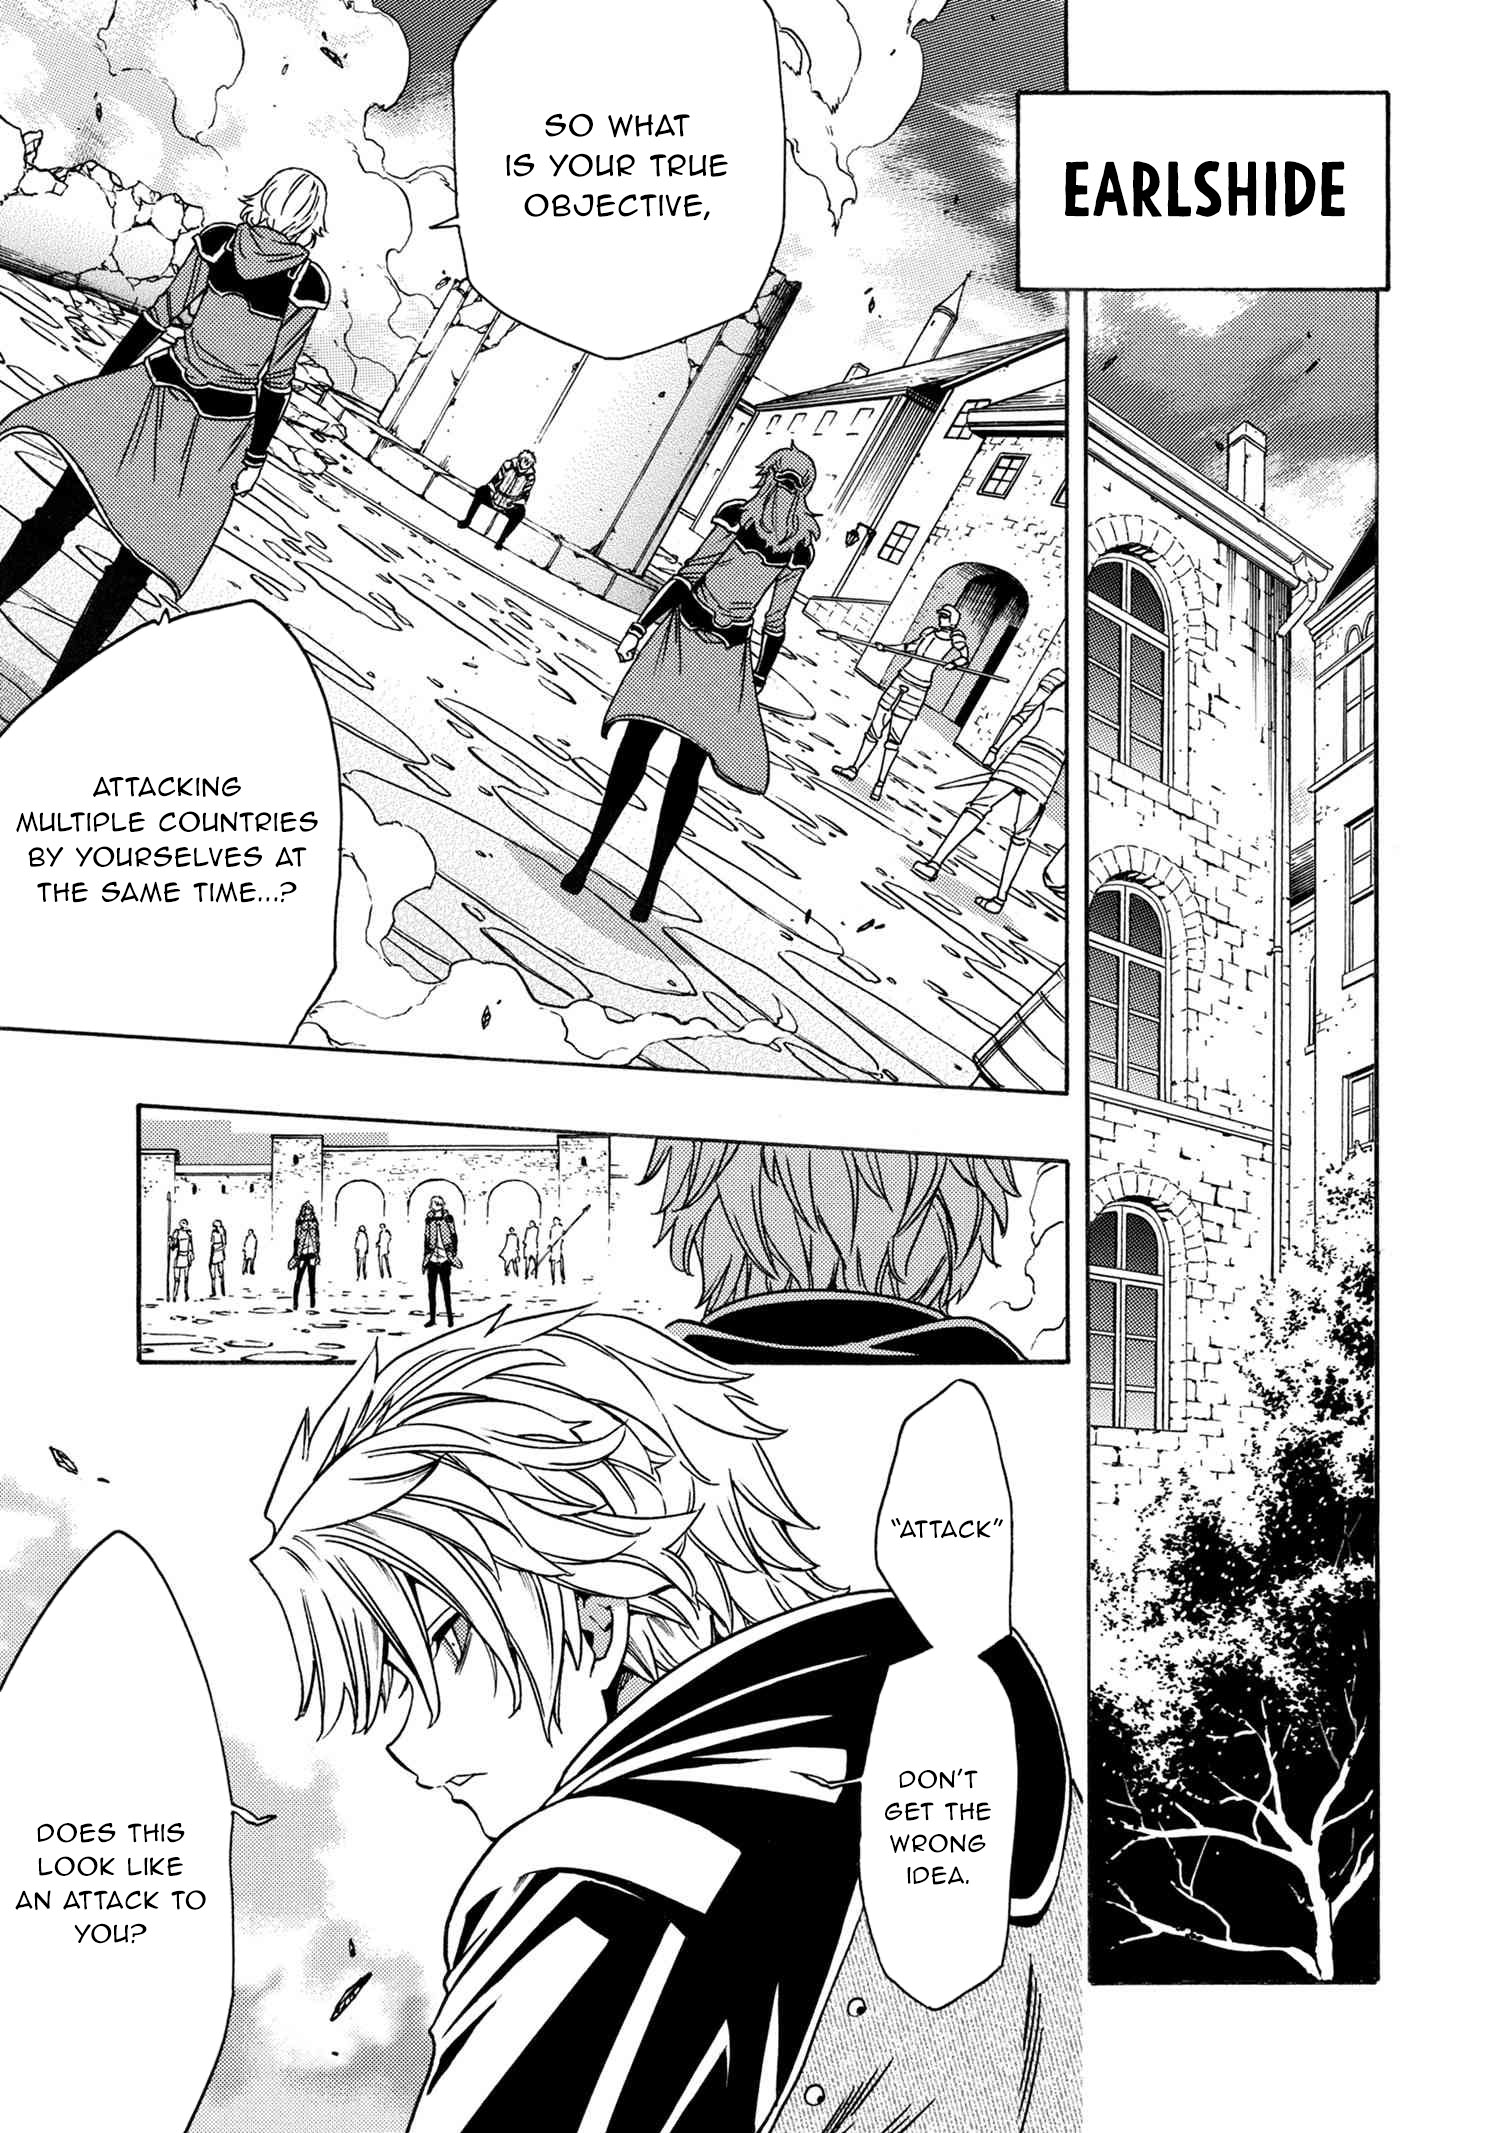 EARLSHIDE
SO WHAT
IS YOUR TRUE
OBJECTIVE,
ATTACKING
MULTIPLE COUNTRIES
BY YOURSELVES AT
THE SAME TIME...?
"ATTACK"
DON'T
GET THE
WRONG
IDEA.
DOES THIS
LOOK LIKE
AN ATTACK TO
YOU?